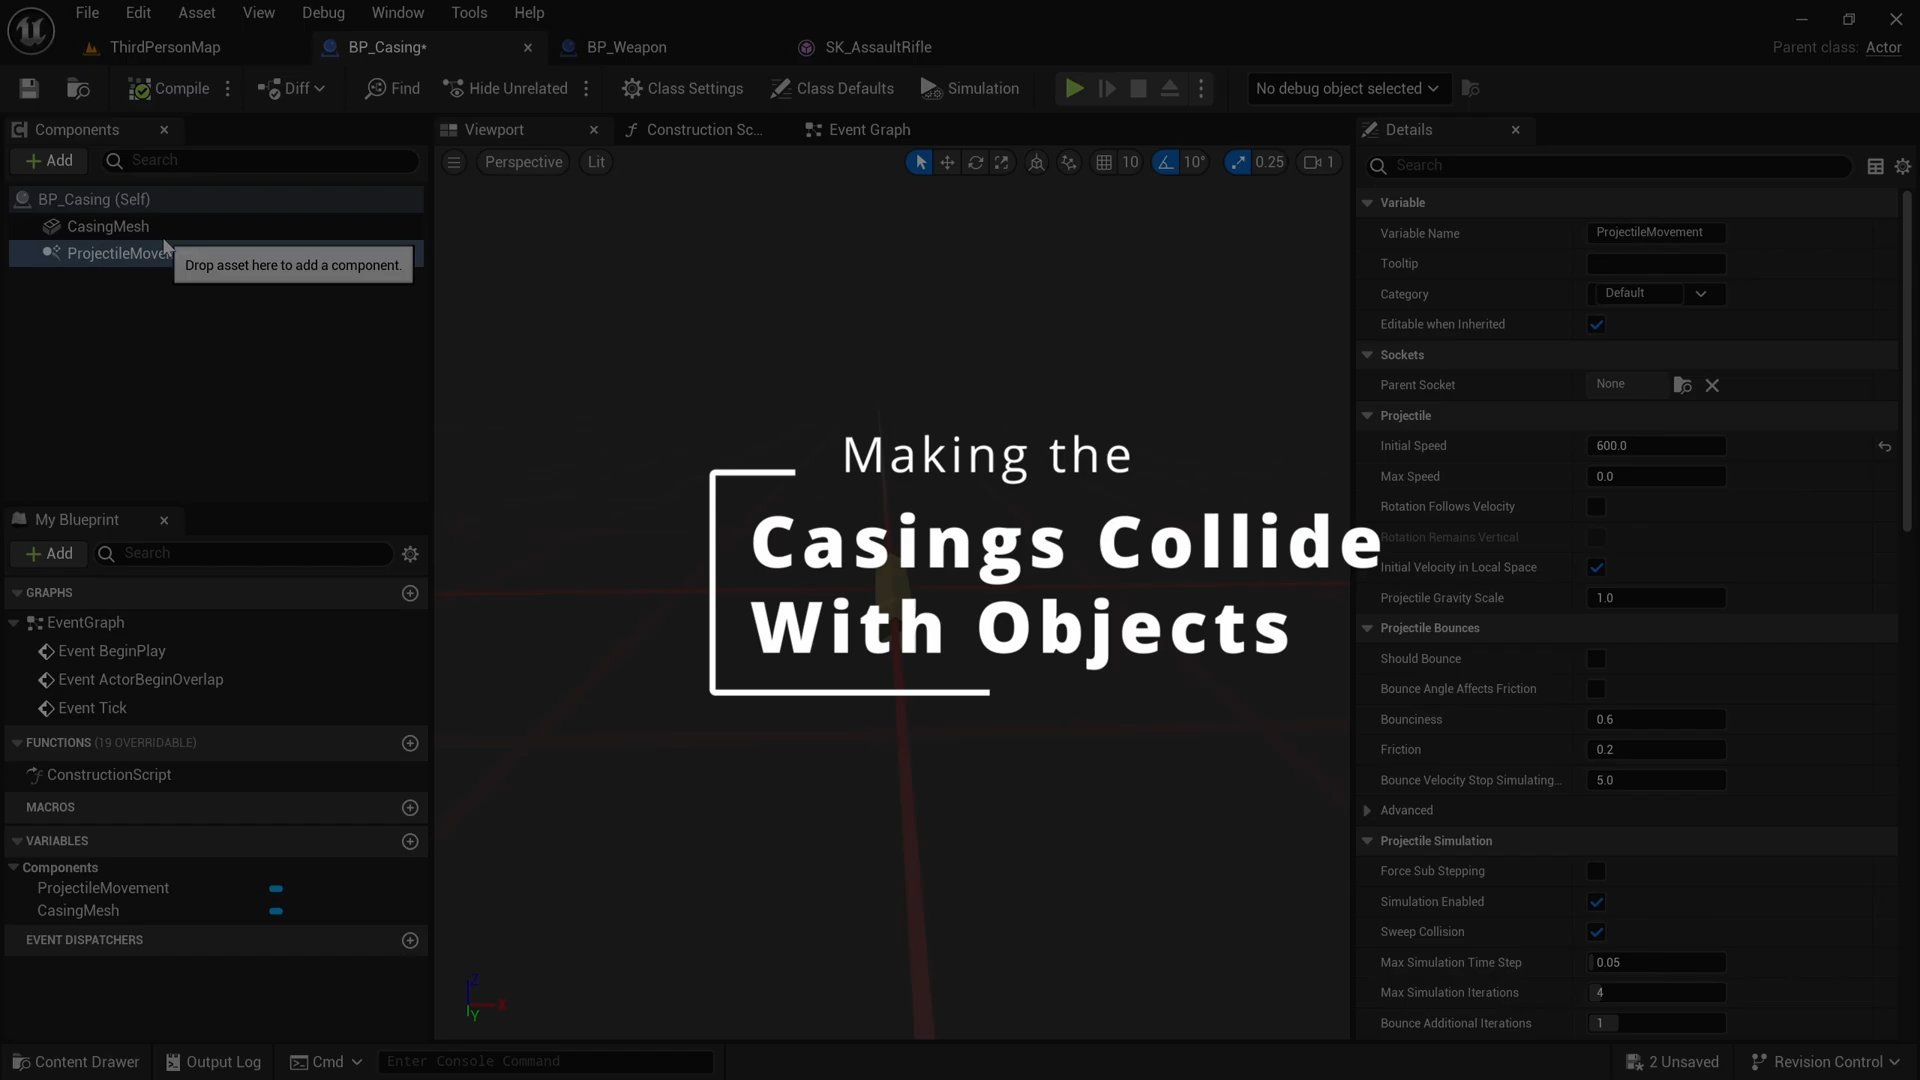 File Edit Asset View Debug Window Tools Help
ThirdPersonMap BP_Casing* BP_Weapon SK_AssaultRifle Parent class: Actor
Compile Diff Find Hide Unrelated Class Settings Class Defaults Simulation No debug object selected
Components Viewport Construction Sc... Event Graph Details
Add Search Perspective Lit 10 10° 0.25 1 Search
BP_Casing (Self)
CasingMesh
ProjectileMove
Drop asset here to add a component.
Variable
Variable Name ProjectileMovement
Tooltip
Category Default
Editable when Inherited
Sockets
Parent Socket None
Projectile
Initial Speed 600.0
Max Speed 0.0
Rotation Follows Velocity
Rotation Remains Vertical
Initial Velocity in Local Space
Projectile Gravity Scale 1.0
Projectile Bounces
Should Bounce
Bounce Angle Affects Friction
Bounciness 0.6
Friction 0.2
Bounce Velocity Stop Simulating... 5.0
Advanced
Projectile Simulation
Force Sub Stepping
Simulation Enabled
Sweep Collision
Max Simulation Time Step 0.05
Max Simulation Iterations 4
Bounce Additional Iterations 1
Making the
Casings Collide
With Objects
My Blueprint
Add Search
GRAPHS
EventGraph
Event BeginPlay
Event ActorBeginOverlap
Event Tick
FUNCTIONS (19 OVERRIDABLE)
ConstructionScript
MACROS
VARIABLES
Components
ProjectileMovement
CasingMesh
EVENT DISPATCHERS
Z
X
Y
Content Drawer Output Log Cmd Enter Console Command 2 Unsaved Revision Control